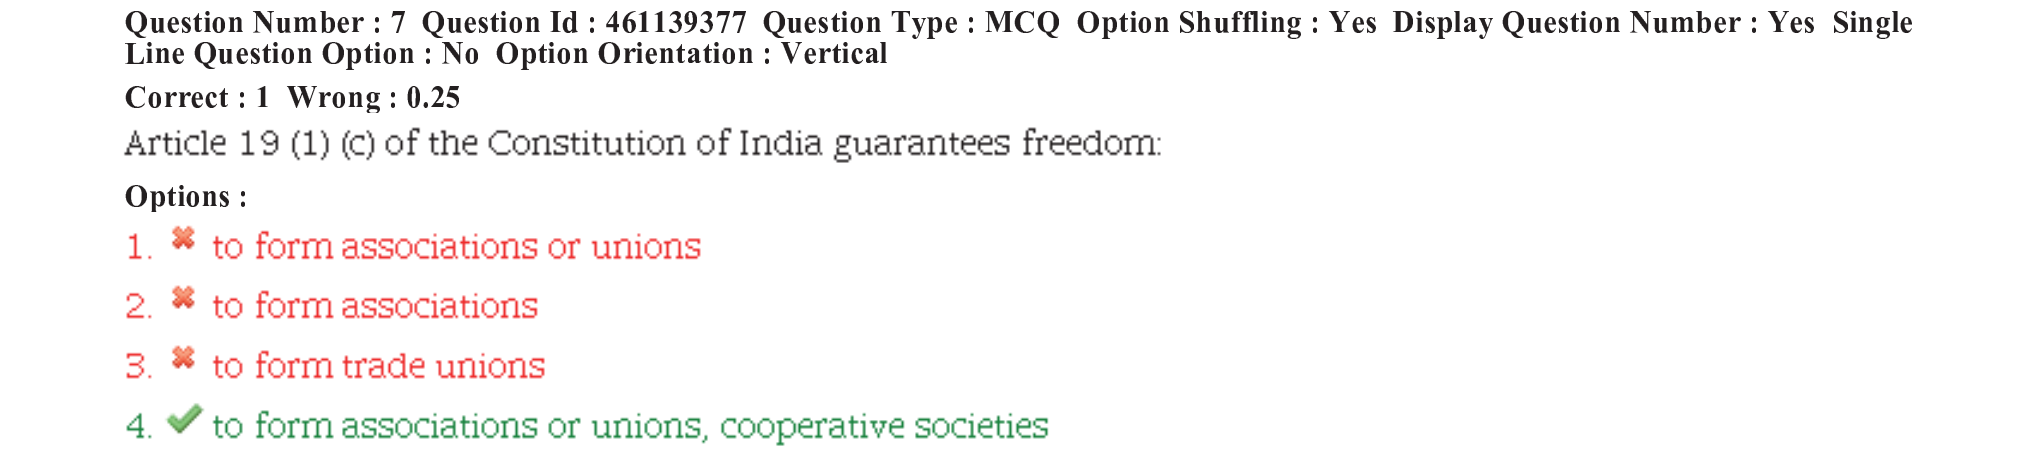 Question Number : 7 Question Id : 461139377 Question Type : MCQ Option Shuffling : Yes Display Question Number : Yes Single
Line Question Option : No Option Orientation : Vertical
Correct : 1 Wrong : 0.25
Article 19 (1) (c) of the Constitution of India guarantees freedom:
Options :
1. to form associations or unions
2. to form associations
3. to form trade unions
4. to form associations or unions, cooperative societies